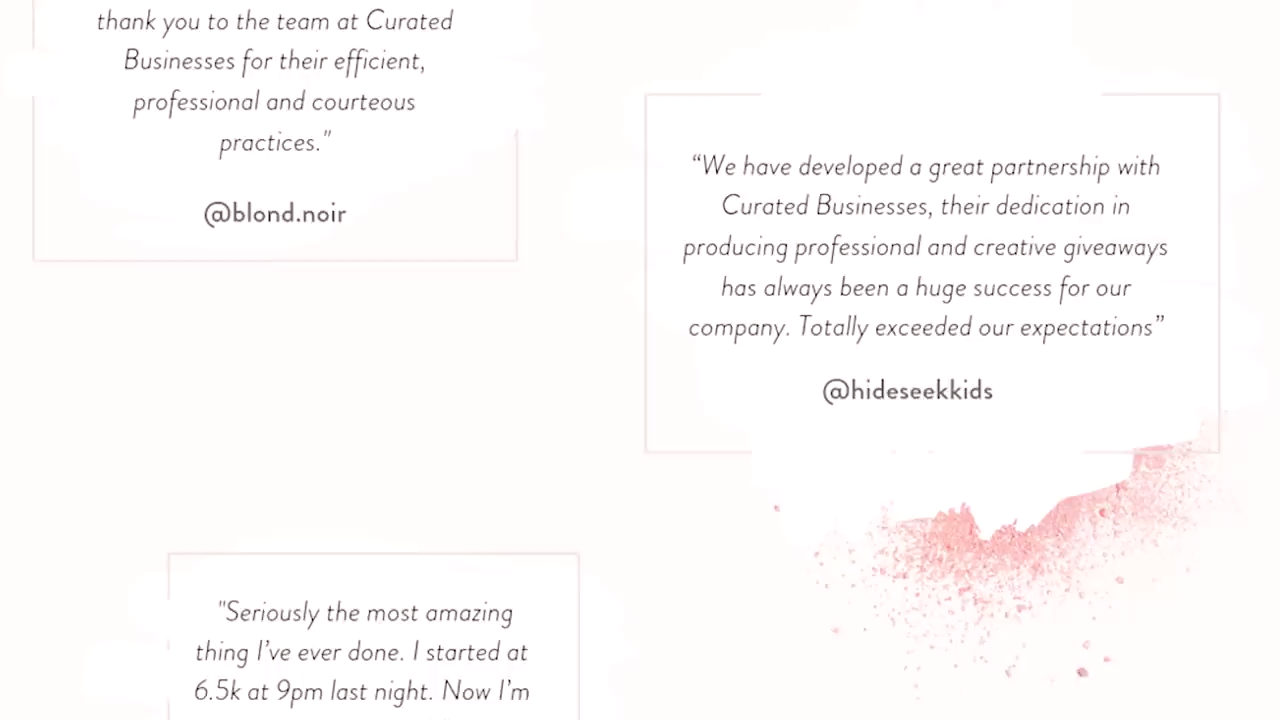 thank you to the team at Curated
Businesses for their efficient,
professional and courteous
practices."
@blond.noir
“We have developed a great partnership with
Curated Businesses, their dedication in
producing professional and creative giveaways
has always been a huge success for our
company. Totally exceeded our expectations”
@hideseekkids
"Seriously the most amazing
thing I’ve ever done. I started at
6.5k at 9pm last night. Now I’m